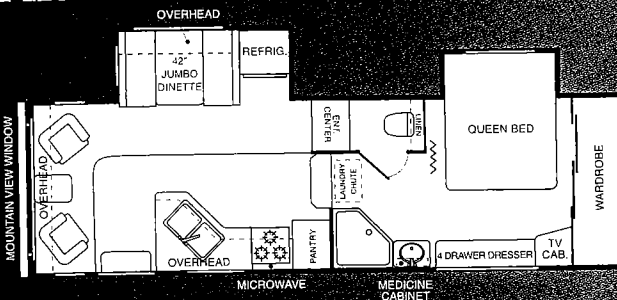 OVERHEAD
42"
JUMBO
DINETTE
REFRIG.
MOUNTAIN VIEW WINDOW
OVERHEAD
ENT.
CENTER
LINEN
QUEEN BED
WARDROBE
LAUNDRY
CHUTE
OVERHEAD
PANTRY
4 DRAWER DRESSER
TV
CAB.
MICROWAVE
MEDICINE
CABINET